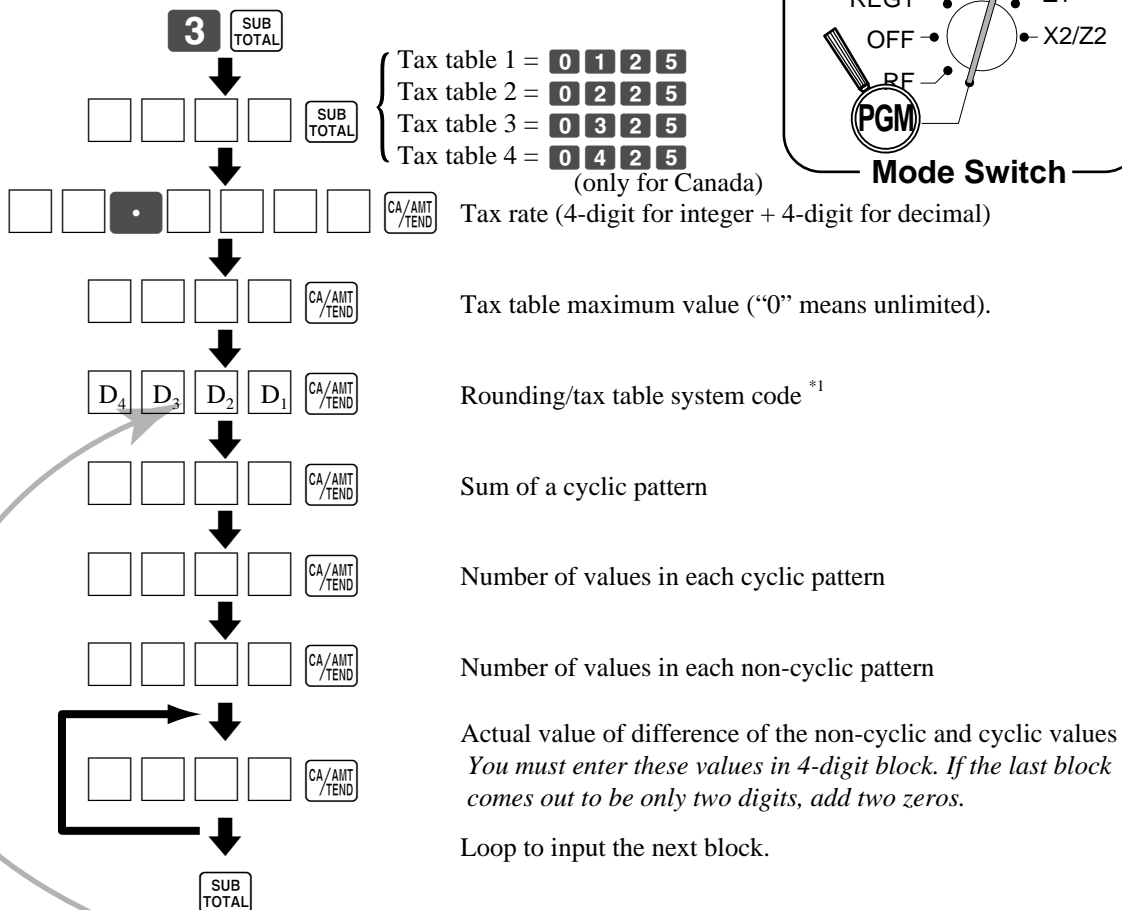 3 SUB TOTAL
SUB TOTAL
Tax table 1 = 0 1 2 5
Tax table 2 = 0 2 2 5
Tax table 3 = 0 3 2 5
Tax table 4 = 0 4 2 5
(only for Canada)
OFF
X2/Z2
RF
PGM
Mode Switch
· CA/AMT /TEND Tax rate (4-digit for integer + 4-digit for decimal)
CA/AMT /TEND Tax table maximum value (“0” means unlimited).
D4 D3 D2 D1 CA/AMT /TEND Rounding/tax table system code *1
CA/AMT /TEND Sum of a cyclic pattern
CA/AMT /TEND Number of values in each cyclic pattern
CA/AMT /TEND Number of values in each non-cyclic pattern
Actual value of difference of the non-cyclic and cyclic values
CA/AMT /TEND You must enter these values in 4-digit block. If the last block
comes out to be only two digits, add two zeros.
Loop to input the next block.
SUB TOTAL